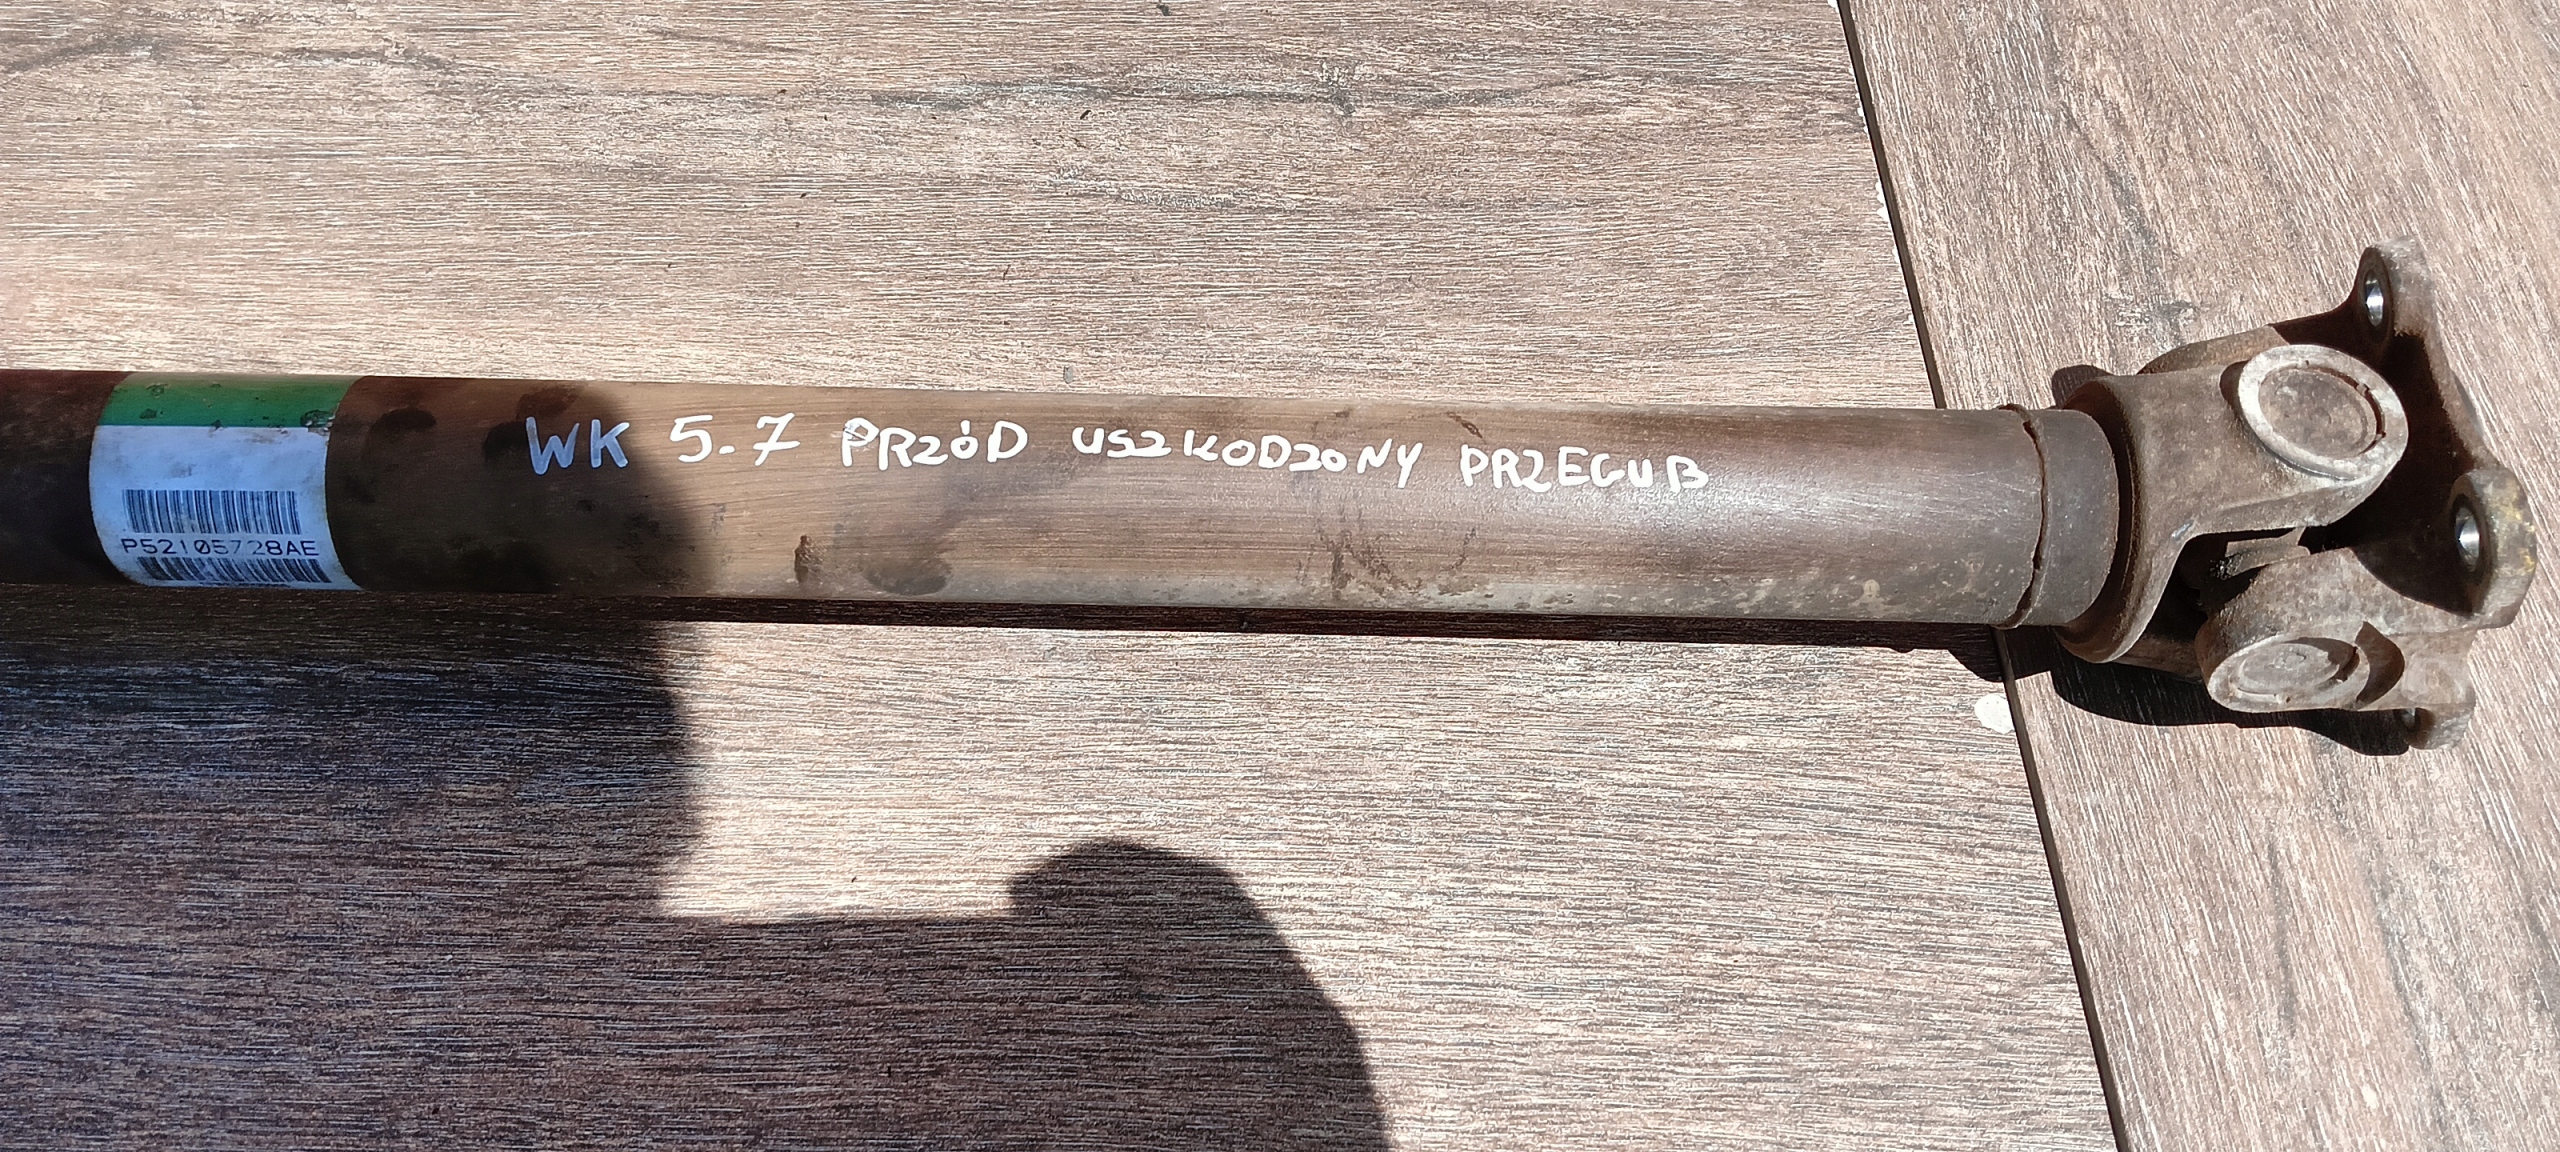 WK 5.7 PRZÓD USZKODZONY PRZEGUB
P52105728AE